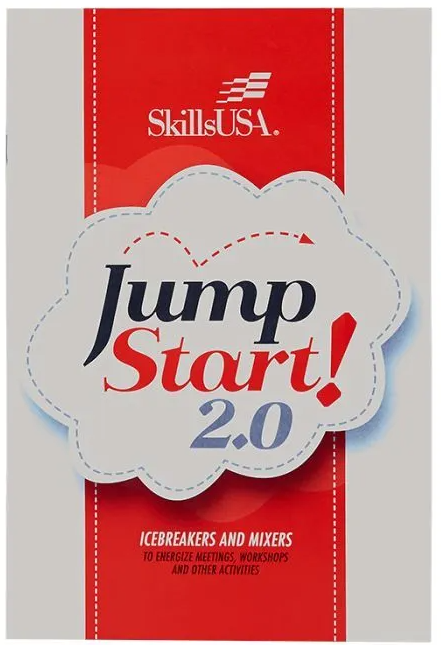 SkillsUSA®
Jump
Start!
2.0
ICEBREAKERS AND MIXERS
TO ENERGIZE MEETINGS, WORKSHOPS
AND OTHER ACTIVITIES